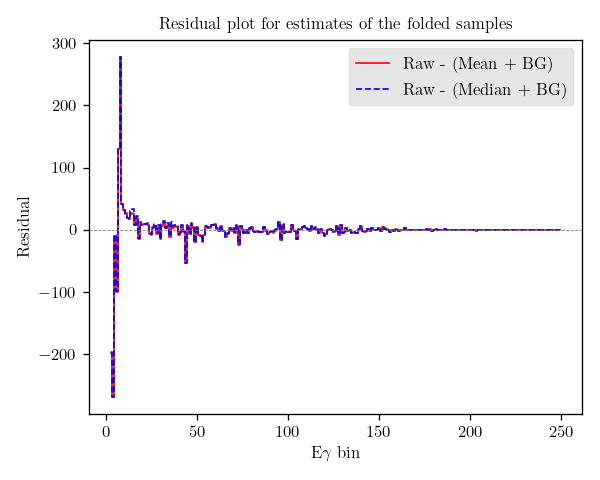 Residual plot for estimates of the folded samples
300
200
100
0
−100
−200
Residual
Raw - (Mean + BG)
Raw - (Median + BG)
0
50
100
150
200
250
Eγ bin